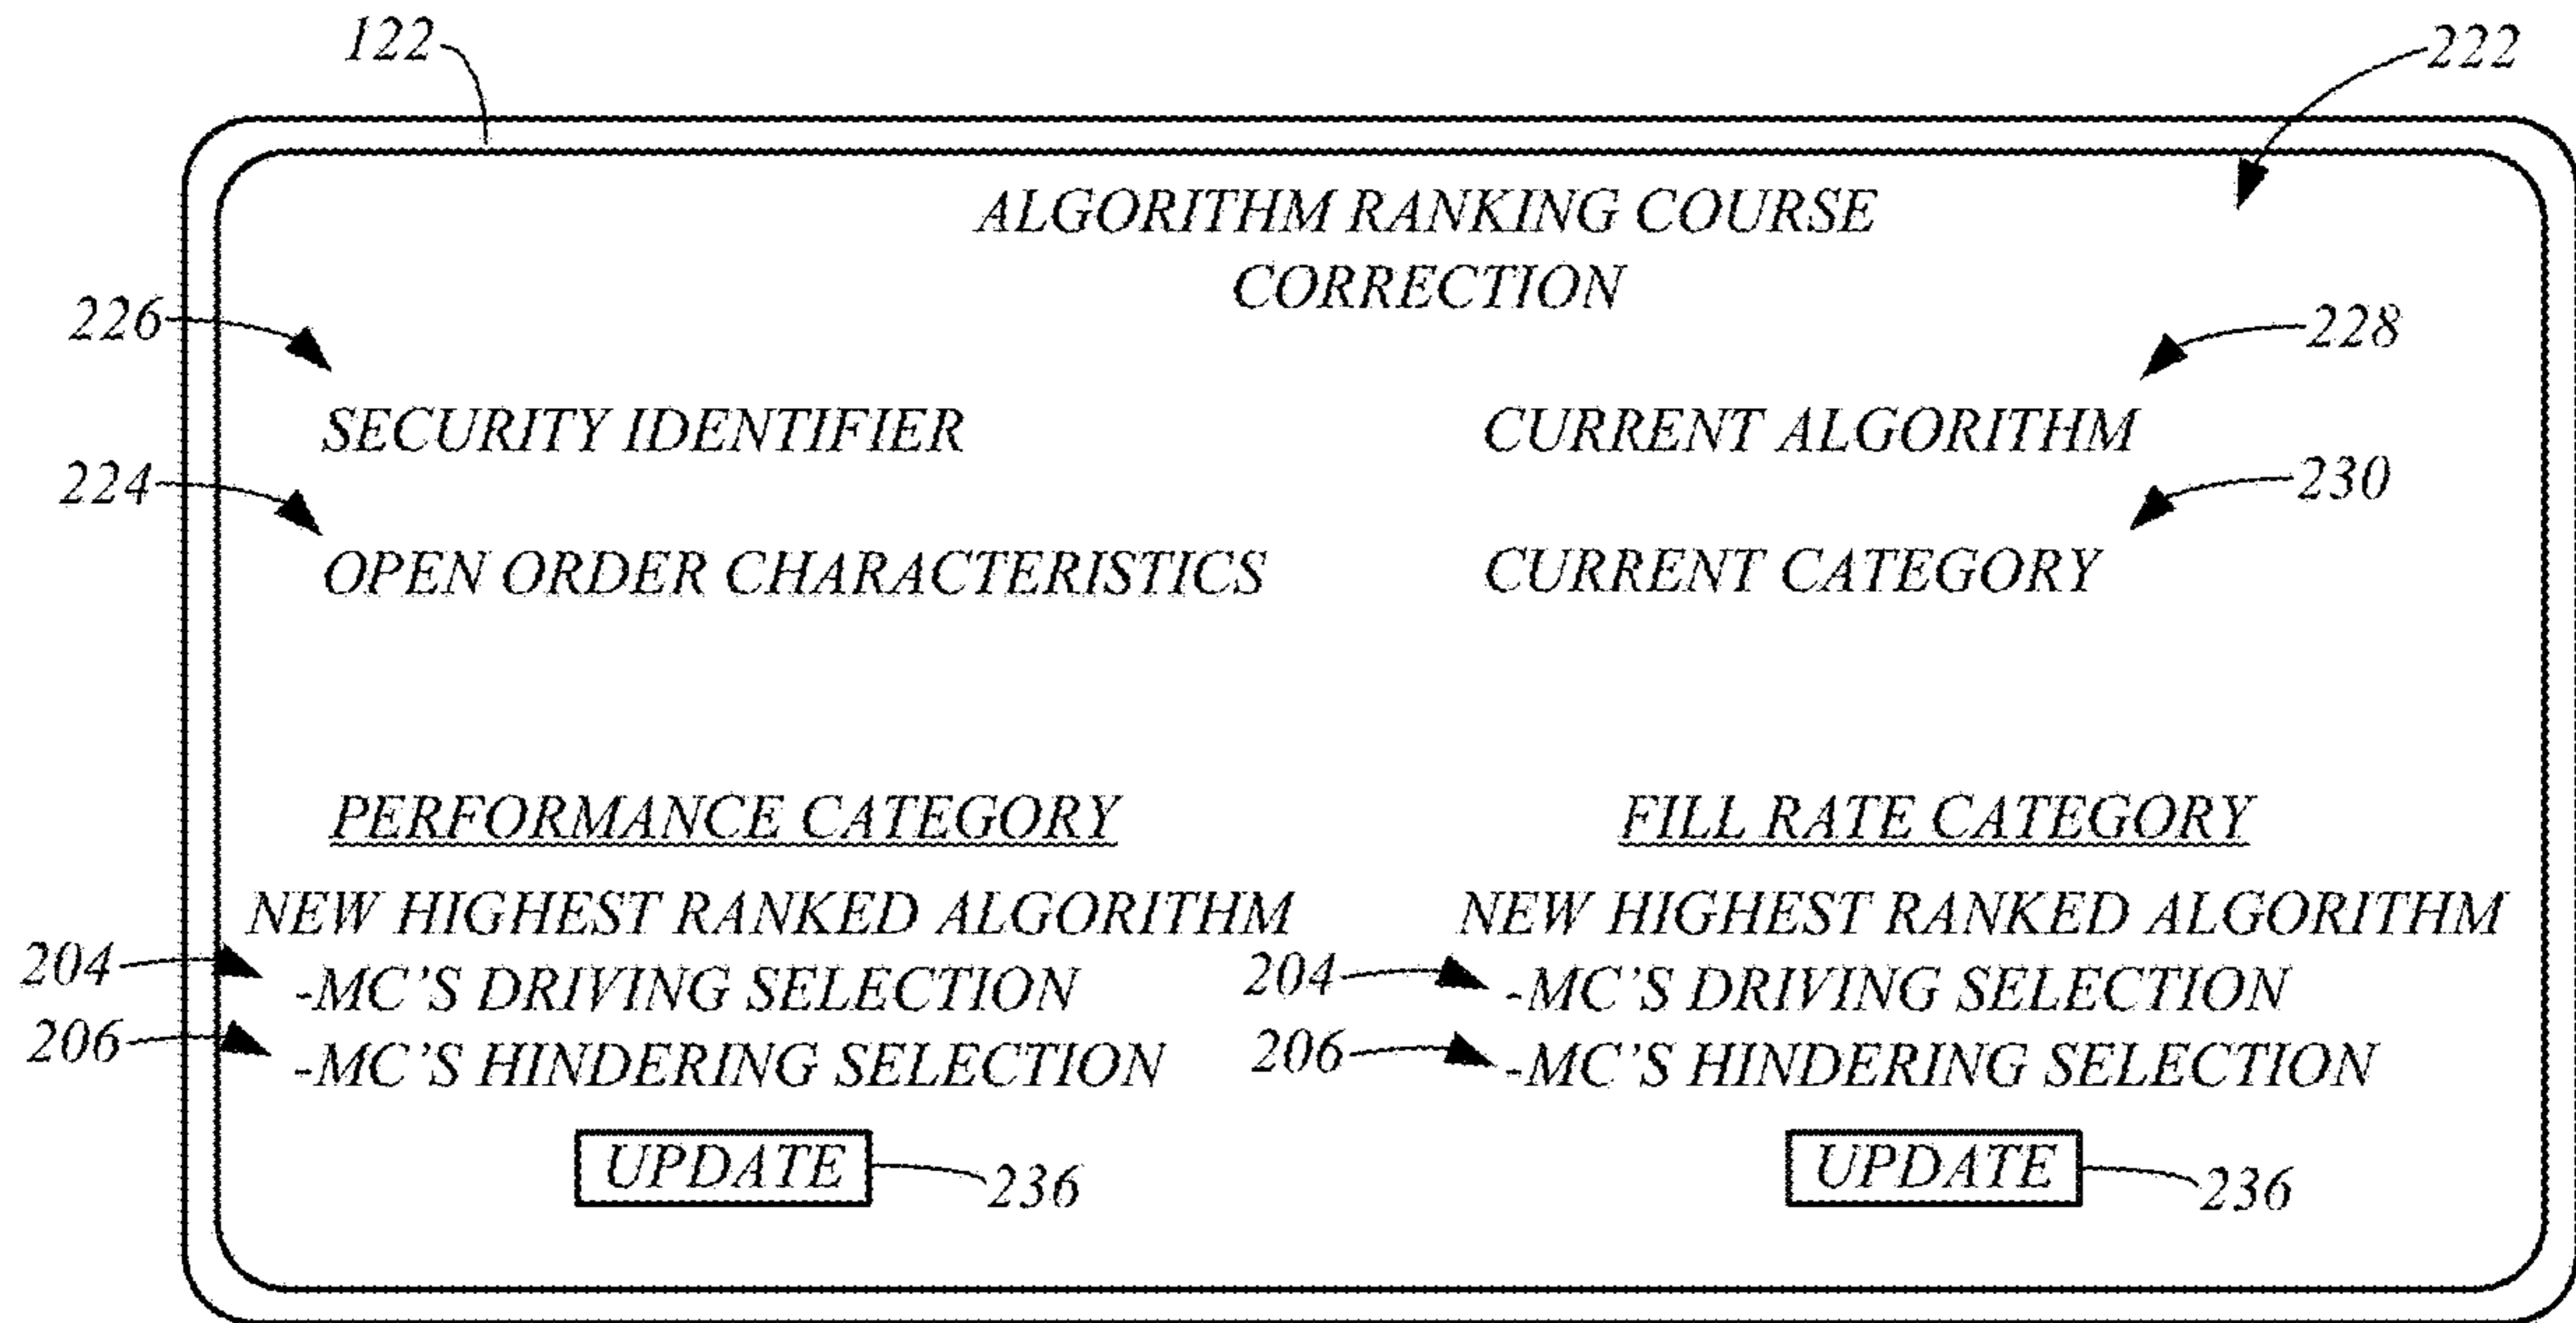 122
222
ALGORITHM RANKING COURSE
CORRECTION
226
228
SECURITY IDENTIFIER
CURRENT ALGORITHM
224
230
OPEN ORDER CHARACTERISTICS
CURRENT CATEGORY
PERFORMANCE CATEGORY
FILL RATE CATEGORY
NEW HIGHEST RANKED ALGORITHM
NEW HIGHEST RANKED ALGORITHM
204
-MC'S DRIVING SELECTION
204
-MC'S DRIVING SELECTION
206
-MC'S HINDERING SELECTION
206
-MC'S HINDERING SELECTION
UPDATE
236
UPDATE
236